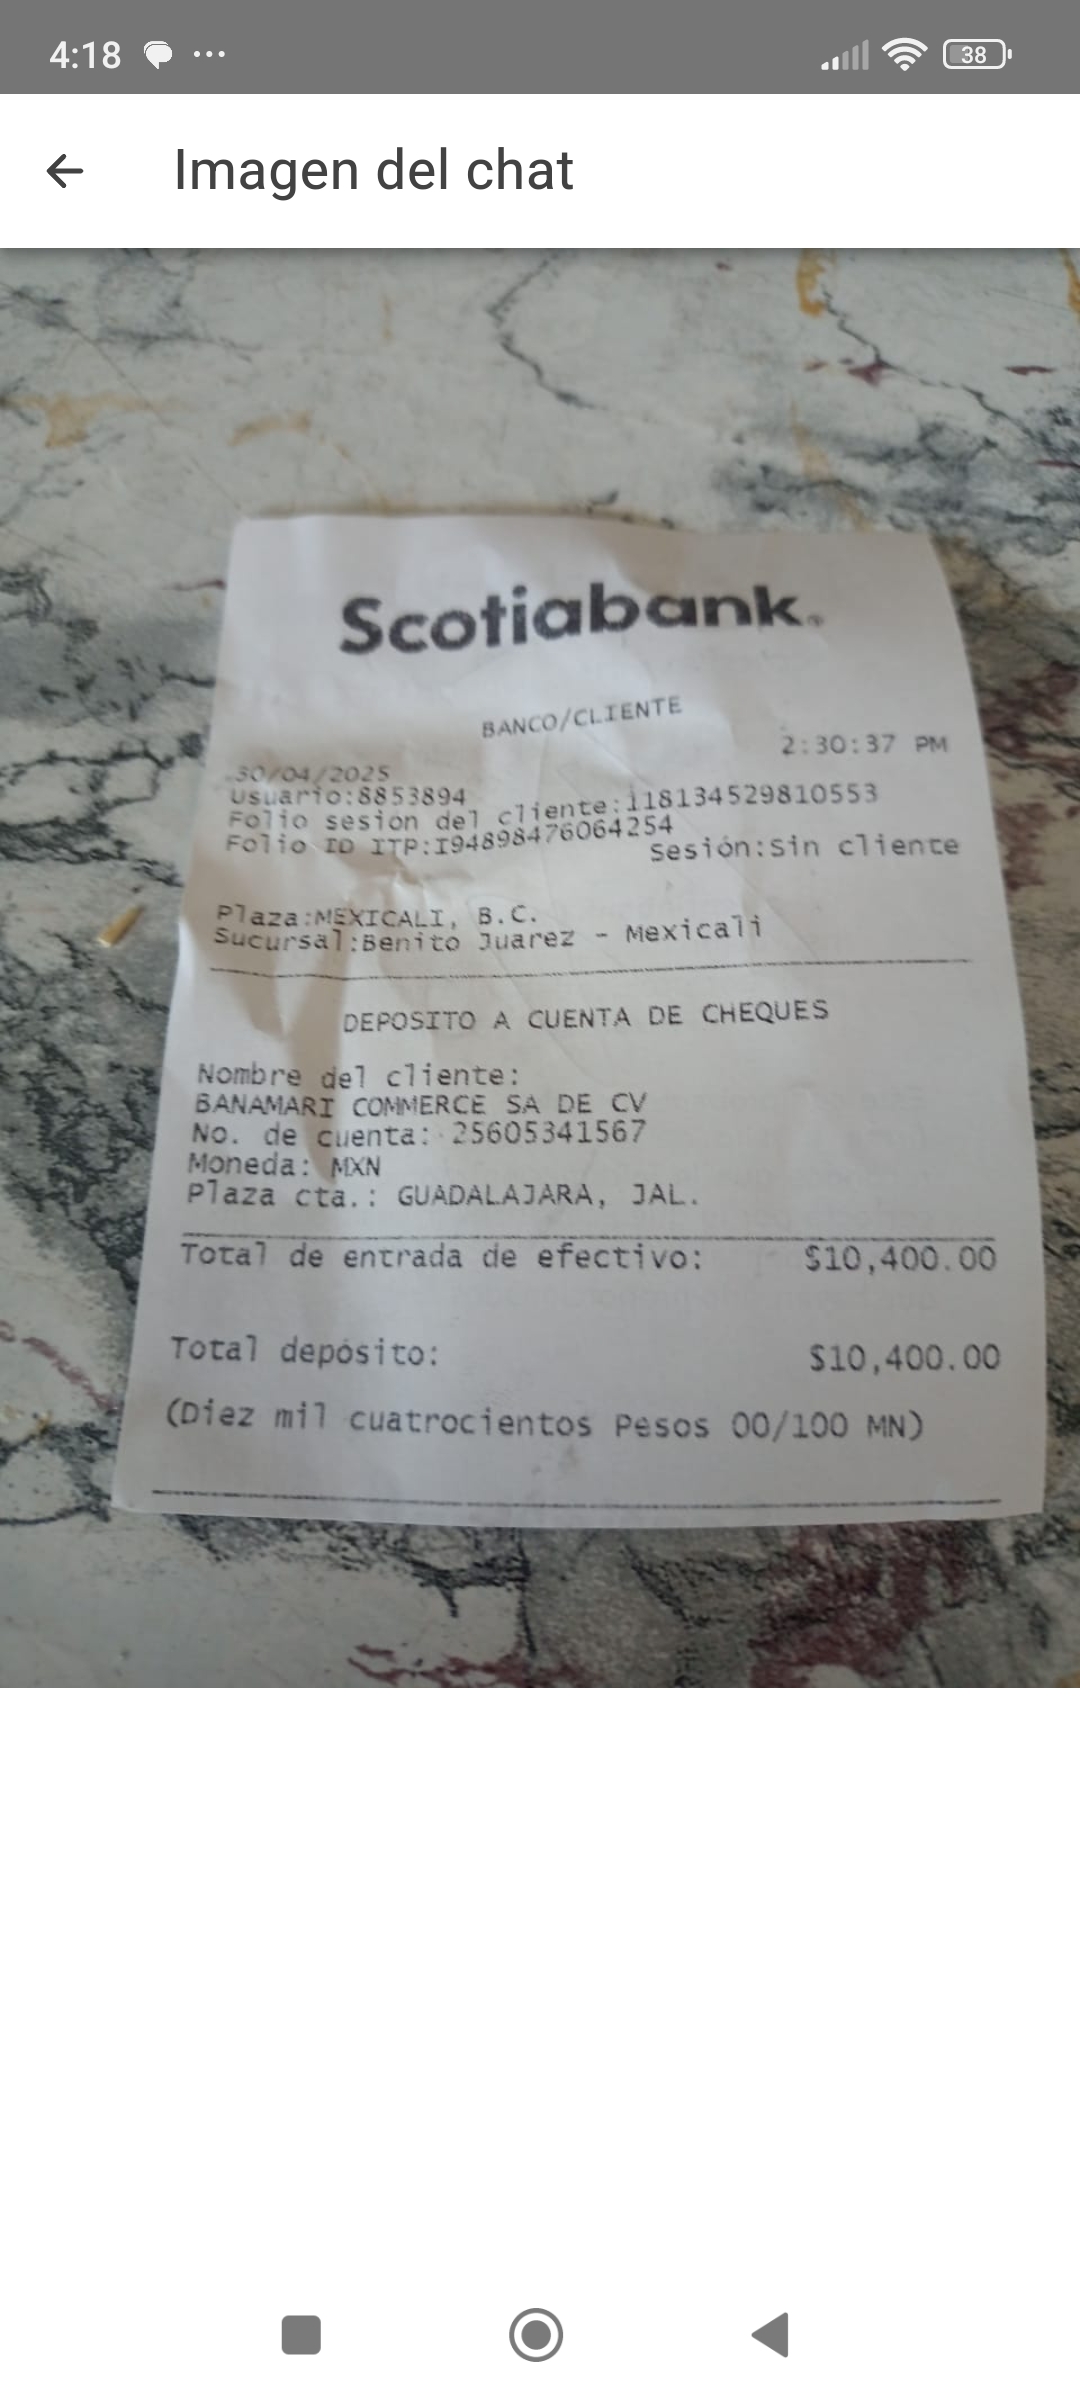 4:18
38
Imagen del chat
Scotiabank®
BANCO/CLIENTE
2:30:37 PM
30/04/2025
Usuario:8853894
Folio sesión del cliente:118134529810553
Folio ID ITP:I94898476064254
Sesión:Sin cliente
Plaza:MEXICALI, B.C.
Sucursal:Benito Juarez - Mexicali
DEPOSITO A CUENTA DE CHEQUES
Nombre del cliente:
BANAMARI COMMERCE SA DE CV
No. de cuenta: 25605341567
Moneda: MXN
Plaza cta.: GUADALAJARA, JAL.
Total de entrada de efectivo: $10,400.00
Total depósito: $10,400.00
(Diez mil cuatrocientos Pesos 00/100 MN)